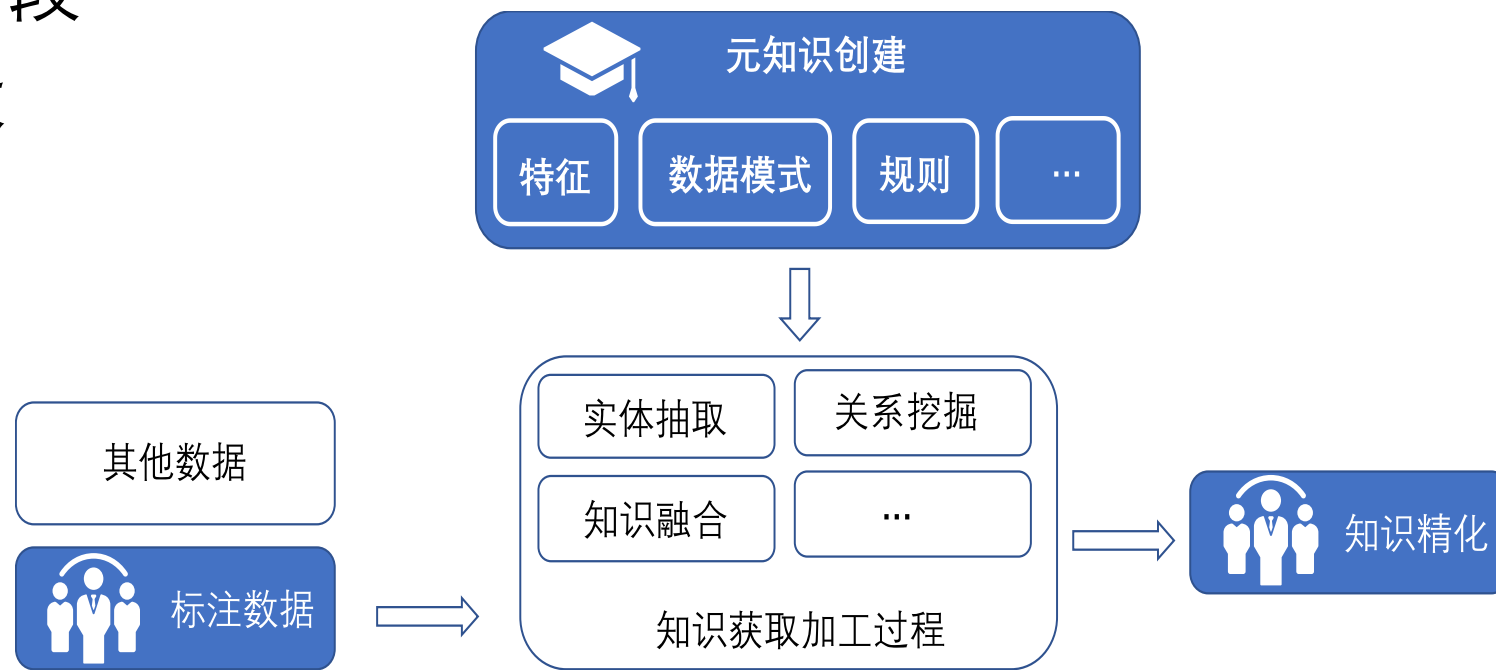 段
元知识创建
特征
数据模式
规则
…
实体抽取
关系挖掘
其他数据
知识融合
…
知识精化
标注数据
知识获取加工过程